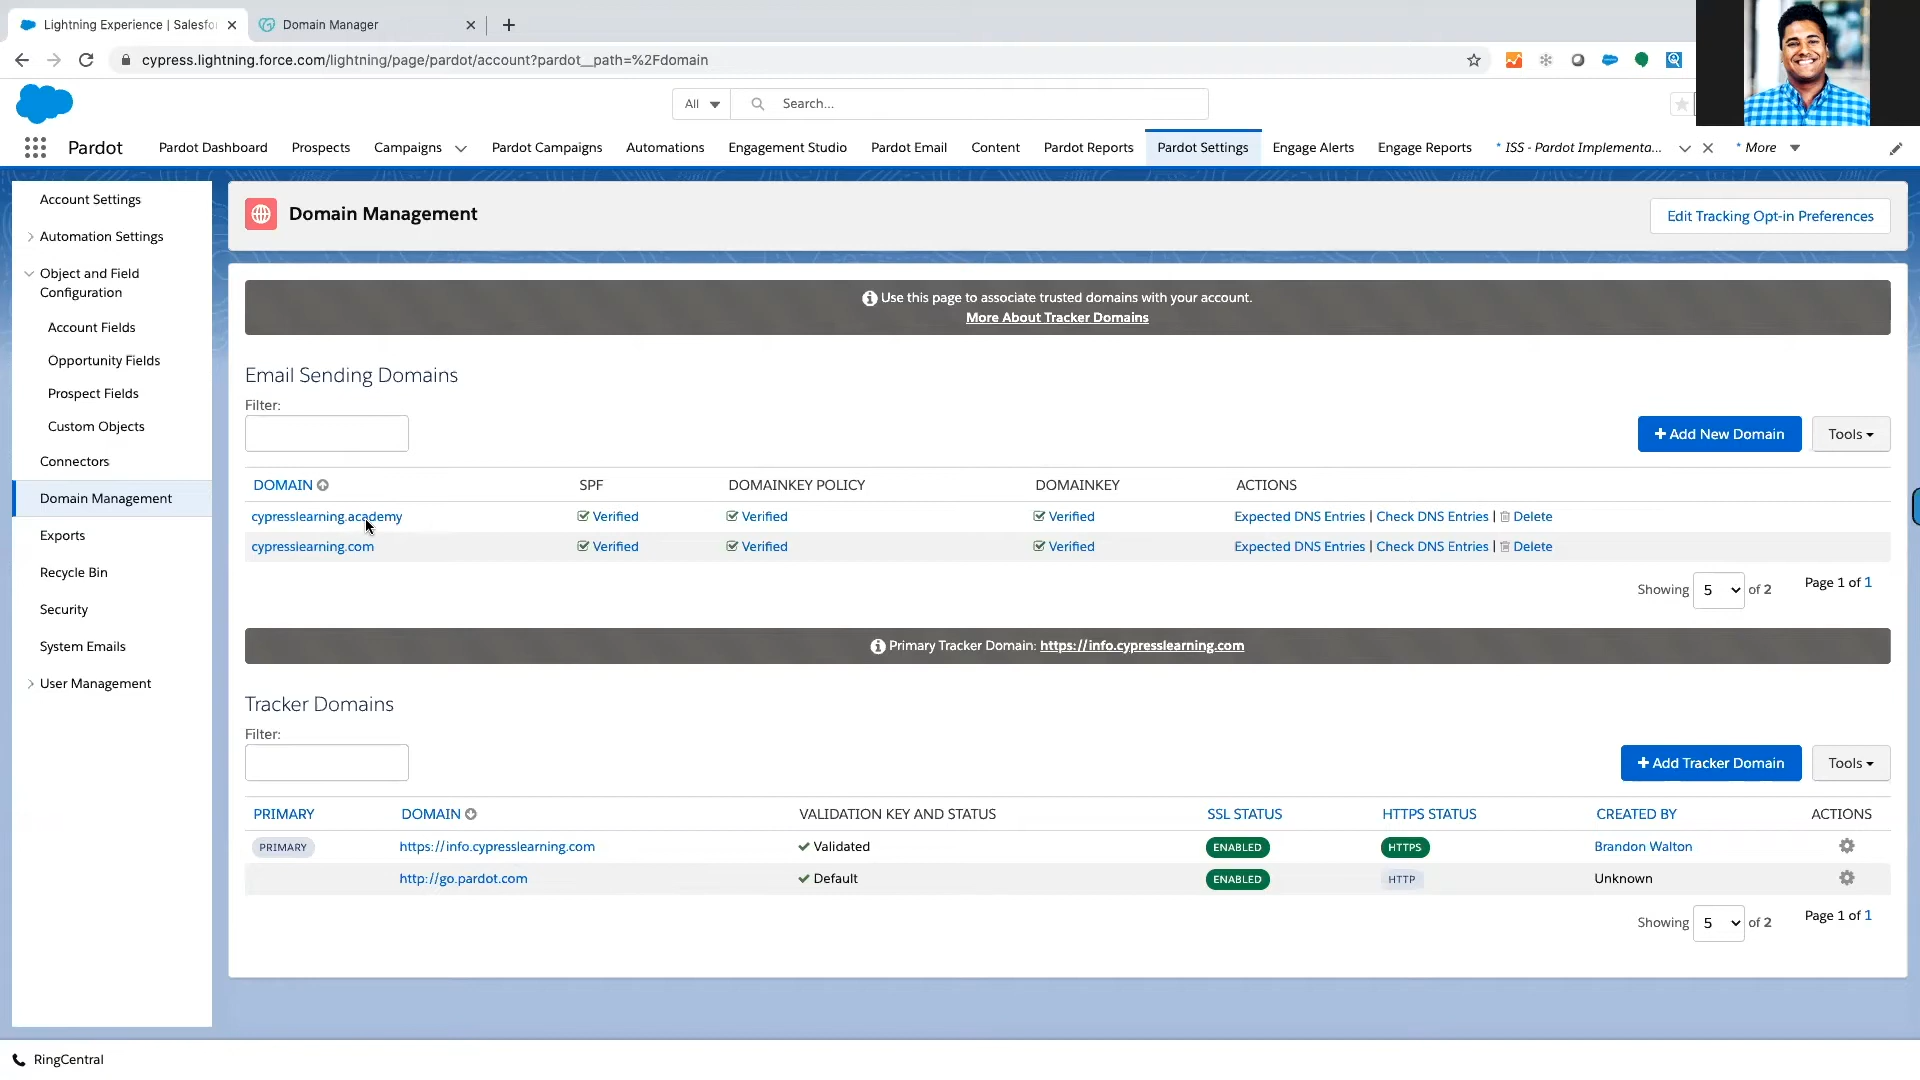 Lightning Experience | Salesfo
Domain Manager
cypress.lightning.force.com/lightning/page/pardot/account?pardot__path=%2Fdomain
All
Search...
Pardot
Pardot Dashboard
Prospects
Campaigns
Pardot Campaigns
Automations
Engagement Studio
Pardot Email
Content
Pardot Reports
Pardot Settings
Engage Alerts
Engage Reports
* ISS - Pardot Implementa...
* More
Account Settings
Automation Settings
Object and Field
Configuration
Account Fields
Opportunity Fields
Prospect Fields
Custom Objects
Connectors
Domain Management
Exports
Recycle Bin
Security
System Emails
User Management
Domain Management
Edit Tracking Opt-in Preferences
Use this page to associate trusted domains with your account.
More About Tracker Domains
Email Sending Domains
Filter:
+ Add New Domain
Tools
DOMAIN SPF DOMAINKEY POLICY DOMAINKEY ACTIONS
cypresslearning.academy Verified Verified Verified Expected DNS Entries | Check DNS Entries | Delete
cypresslearning.com Verified Verified Verified Expected DNS Entries | Check DNS Entries | Delete
Showing 5 of 2 Page 1 of 1
Primary Tracker Domain: https://info.cypresslearning.com
Tracker Domains
Filter:
+ Add Tracker Domain
Tools
PRIMARY DOMAIN VALIDATION KEY AND STATUS SSL STATUS HTTPS STATUS CREATED BY ACTIONS
PRIMARY https://info.cypresslearning.com Validated ENABLED HTTPS Brandon Walton
http://go.pardot.com Default ENABLED HTTP Unknown
Showing 5 of 2 Page 1 of 1
RingCentral